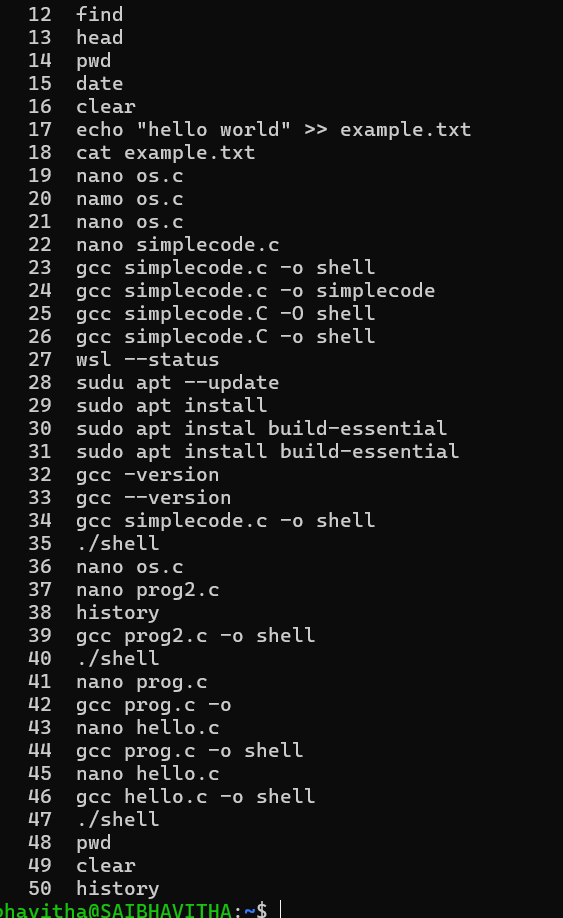 12 find
13 head
14 pwd
15 date
16 clear
17 echo "hello world" >> example.txt
18 cat example.txt
19 nano os.c
20 namo os.c
21 nano os.c
22 nano simplecode.c
23 gcc simplecode.c -o shell
24 gcc simplecode.c -o simplecode
25 gcc simplecode.C -O shell
26 gcc simplecode.C -o shell
27 wsl --status
28 sudu apt --update
29 sudo apt install
30 sudo apt instal build-essential
31 sudo apt install build-essential
32 gcc -version
33 gcc --version
34 gcc simplecode.c -o shell
35 ./shell
36 nano os.c
37 nano prog2.c
38 history
39 gcc prog2.c -o shell
40 ./shell
41 nano prog.c
42 gcc prog.c -o
43 nano hello.c
44 gcc prog.c -o shell
45 nano hello.c
46 gcc hello.c -o shell
47 ./shell
48 pwd
49 clear
50 history
bhavitha@SAIBHAVITHA:~$